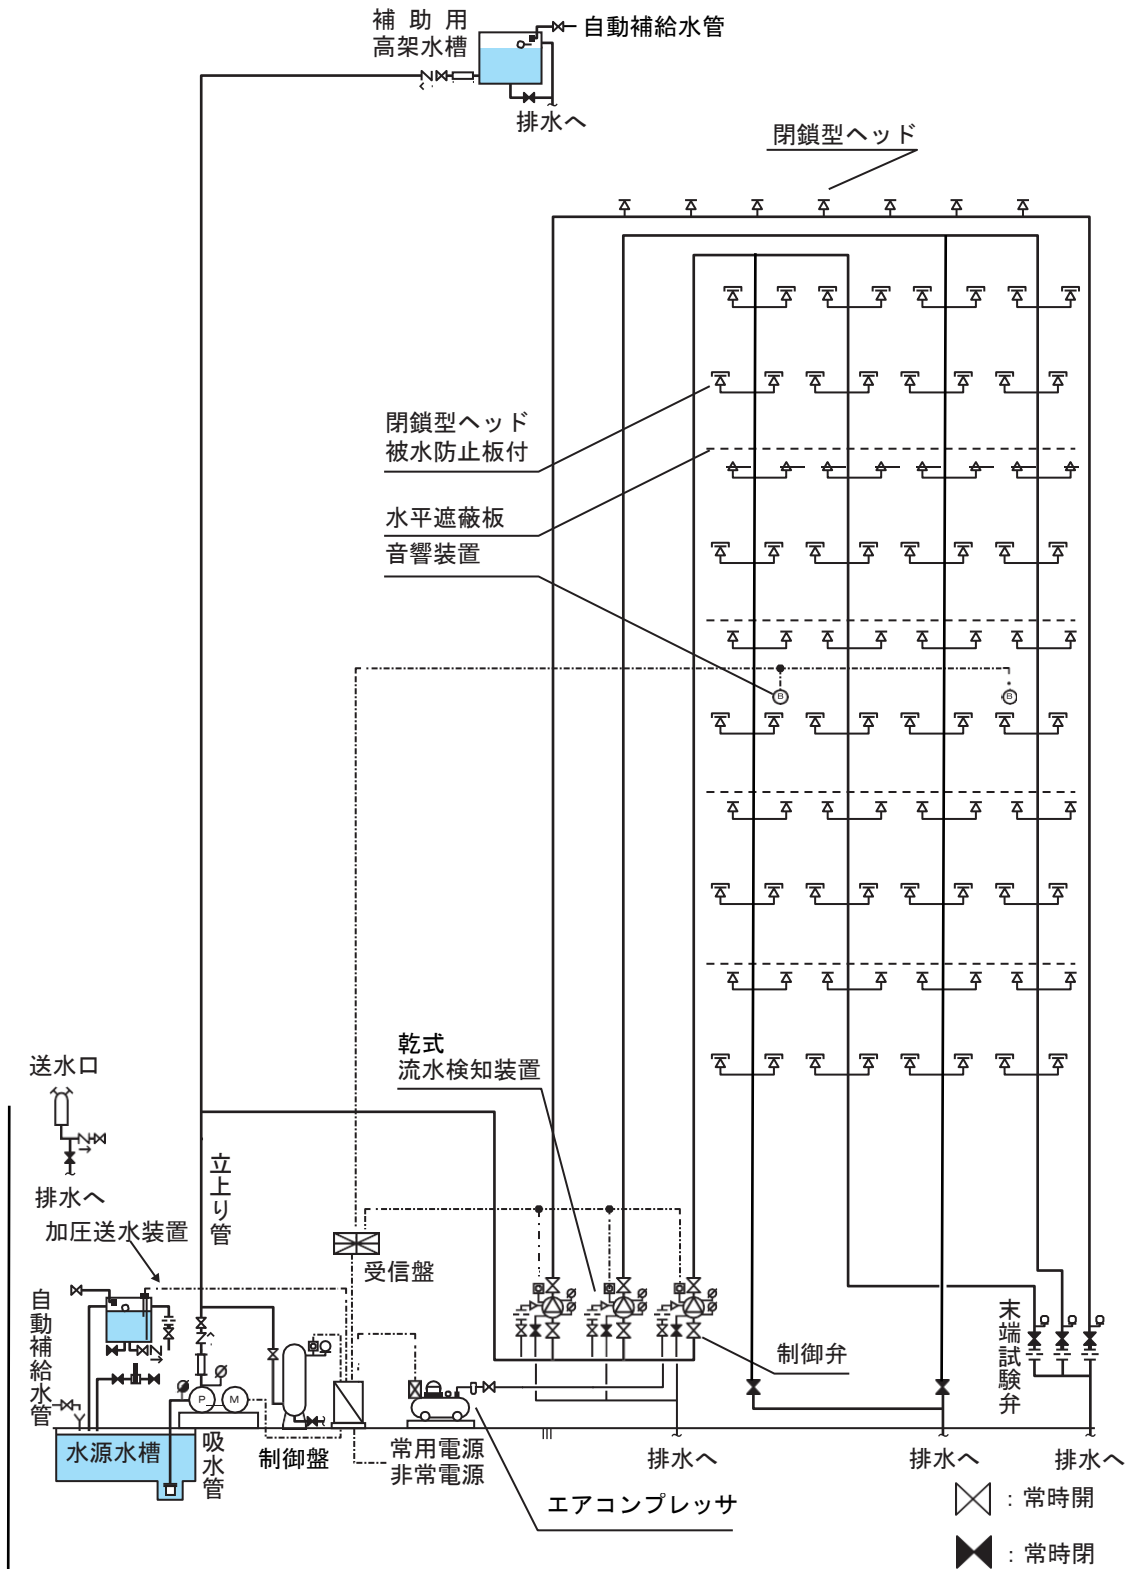 補助用
高架水槽
自動補給水管
排水へ
閉鎖型ヘッド
閉鎖型ヘッド
被水防止板付
水平遮蔽板
音響装置
B
B
乾式
流水検知装置
送水口
排水へ
立上り管
加圧送水装置
受信盤
自動補給水管
制御弁
末端試験弁
P
M
水源水槽
吸水管
制御盤
常用電源
非常電源
排水へ
排水へ
排水へ
エアコンプレッサ
：常時開
：常時閉